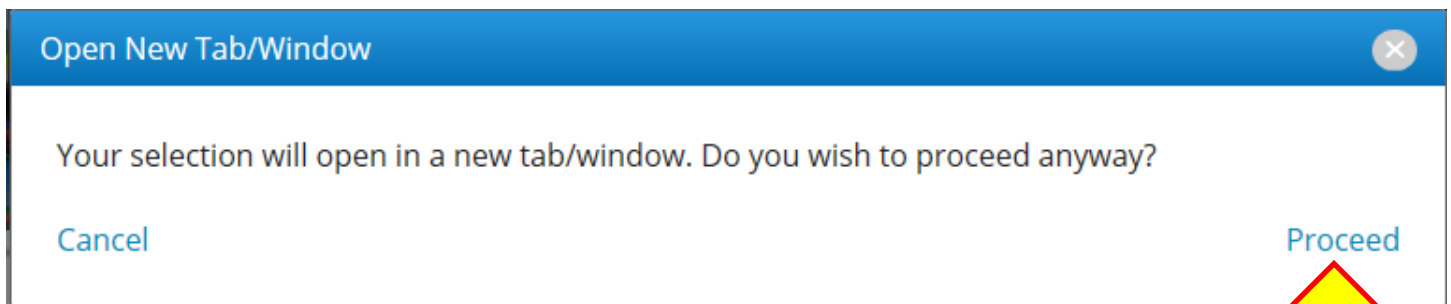 Open New Tab/Window
Your selection will open in a new tab/window. Do you wish to proceed anyway?
Cancel
Proceed